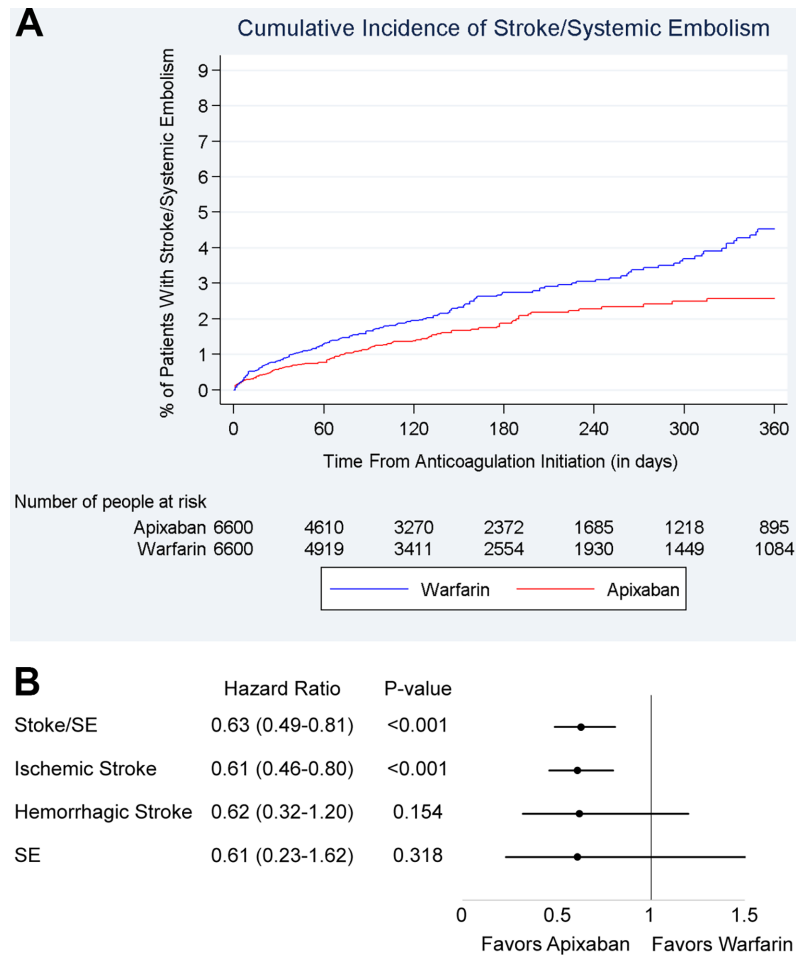 A
Cumulative Incidence of Stroke/Systemic Embolism
% of Patients With Stroke/Systemic Embolism
9
8
7
6
5
4
3
2
1
0
0 60 120 180 240 300 360
Time From Anticoagulation Initiation (in days)
Number of people at risk
Apixaban 6600 4610 3270 2372 1685 1218 895
Warfarin 6600 4919 3411 2554 1930 1449 1084
Warfarin Apixaban
B
Hazard Ratio P-value
Stoke/SE 0.63 (0.49-0.81) <0.001
Ischemic Stroke 0.61 (0.46-0.80) <0.001
Hemorrhagic Stroke 0.62 (0.32-1.20) 0.154
SE 0.61 (0.23-1.62) 0.318
0 0.5 1 1.5
Favors Apixaban Favors Warfarin